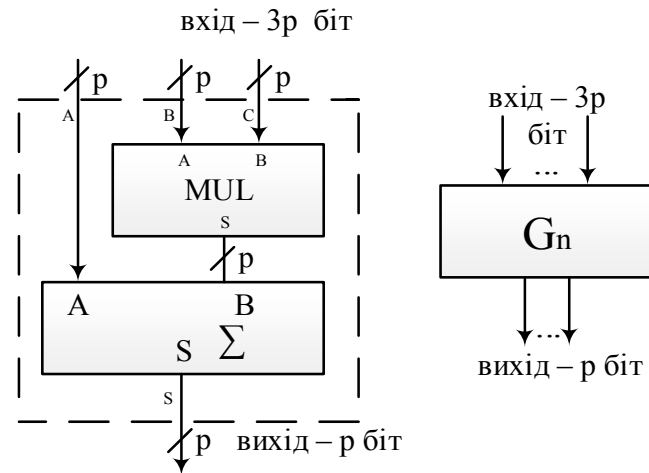 вхід – 3p біт
p p p
A B C
A B
MUL
S
p
A B
S Σ
S
p вихід – p біт
вхід – 3p
біт
...
Gn
...
вихід – p біт